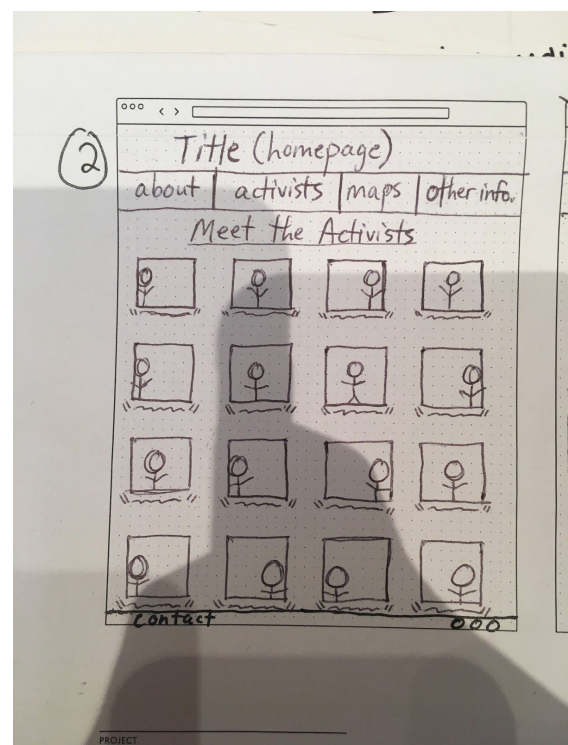 2
Title (homepage)
about activists maps other info.
Meet the Activists
contact
PROJECT